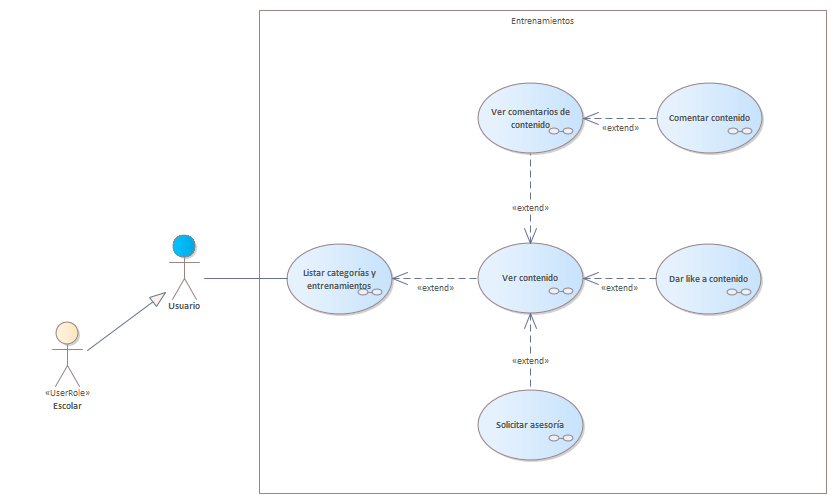 Entrenamientos
Ver comentarios de
contenido
«extend»
Comentar contenido
«extend»
Usuario
Listar categorías y
entrenamientos
«extend»
Ver contenido
«extend»
Dar like a contenido
«UserRole»
Escolar
«extend»
Solicitar asesoría